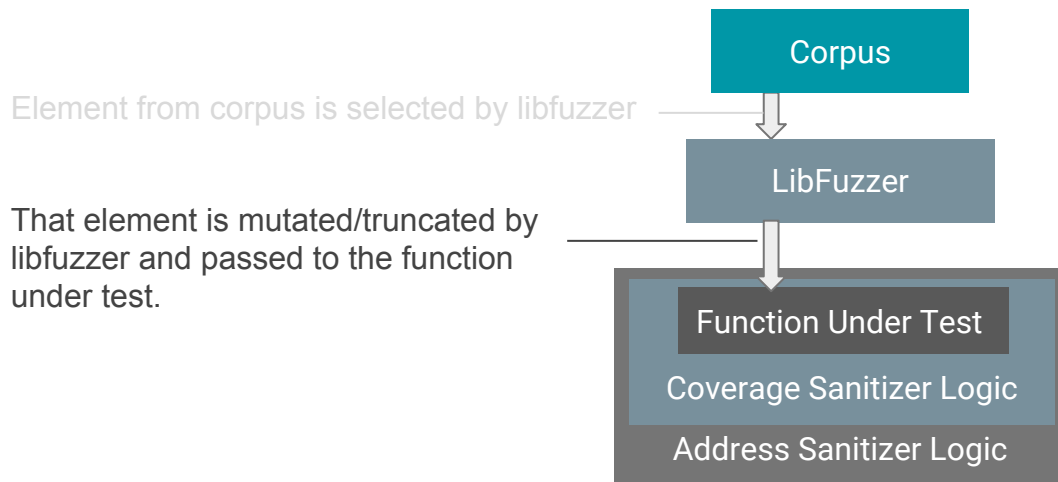 Corpus
Element from corpus is selected by libfuzzer
LibFuzzer
That element is mutated/truncated by
libfuzzer and passed to the function
under test.
Function Under Test
Coverage Sanitizer Logic
Address Sanitizer Logic